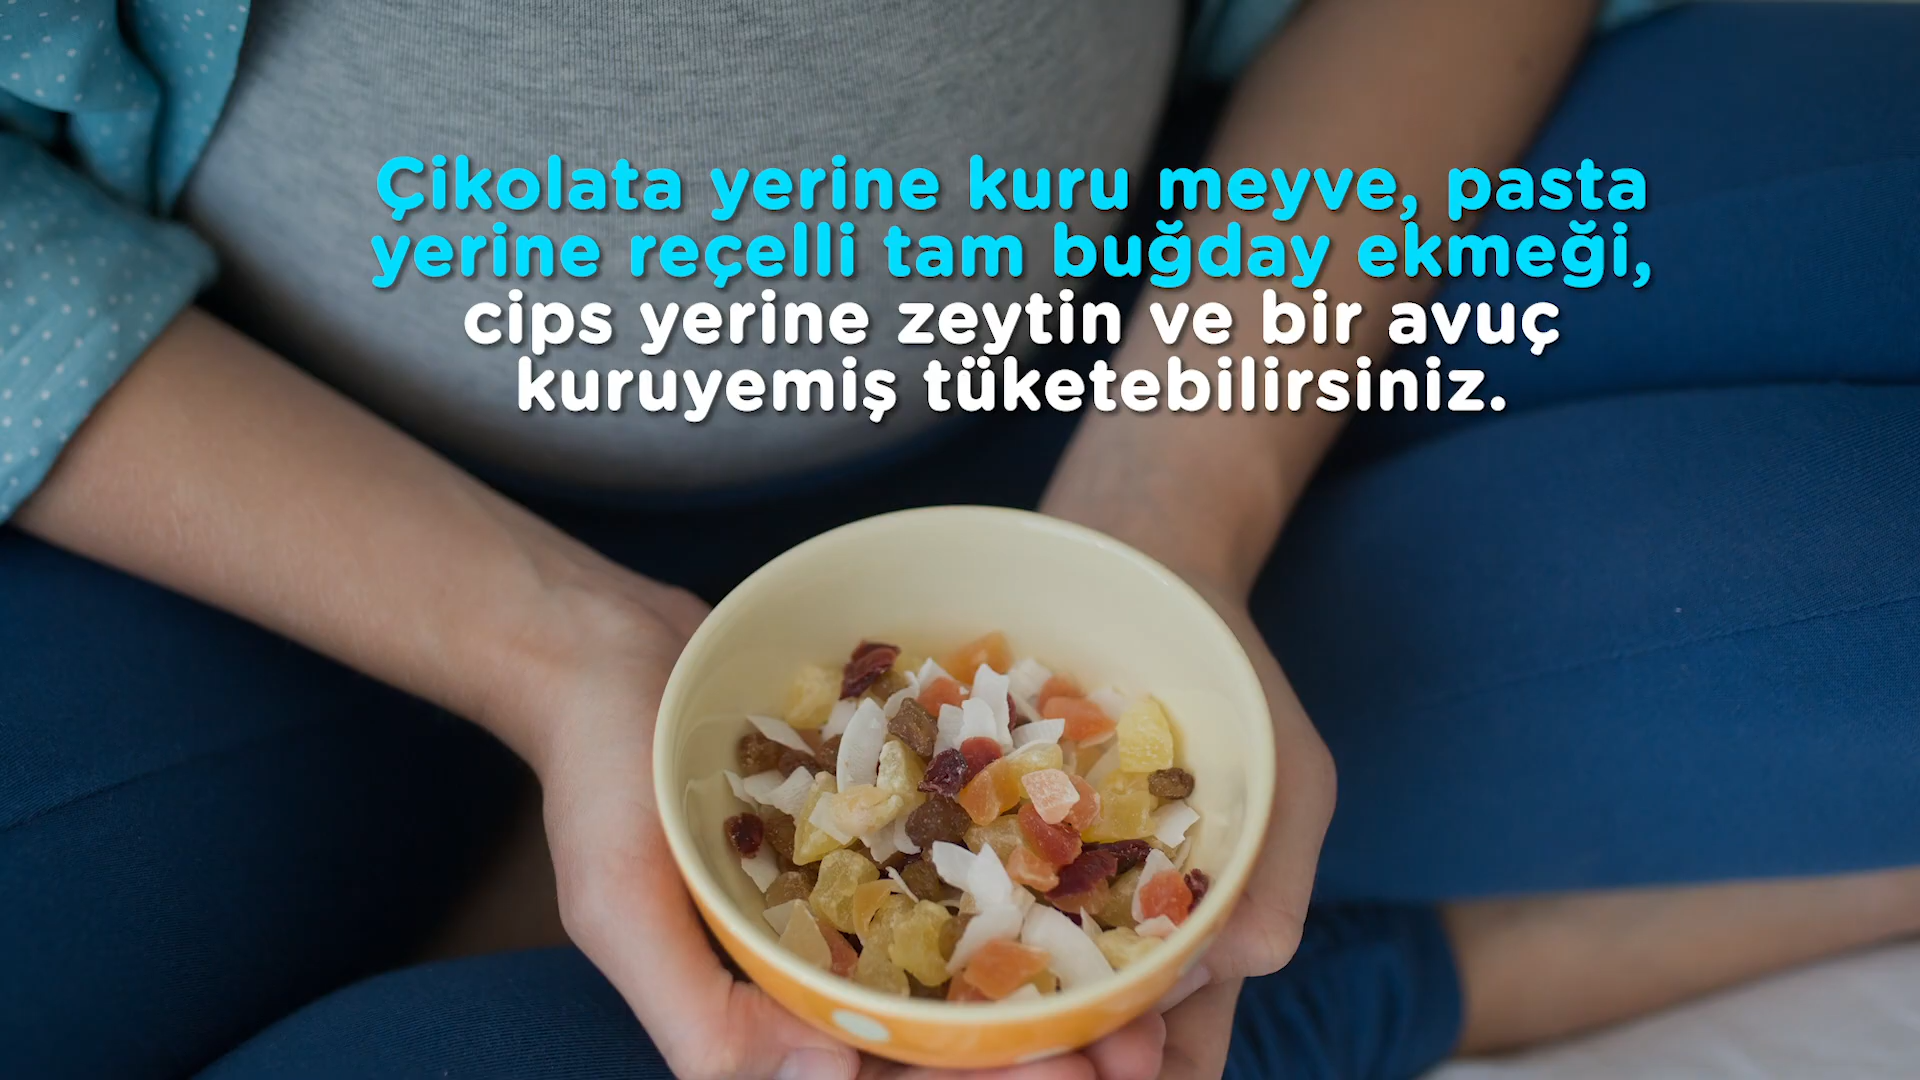 Çikolata yerine kuru meyve, pasta
yerine reçelli tam buğday ekmeği,
cips yerine zeytin ve bir avuç
kuruyemiş tüketebilirsiniz.